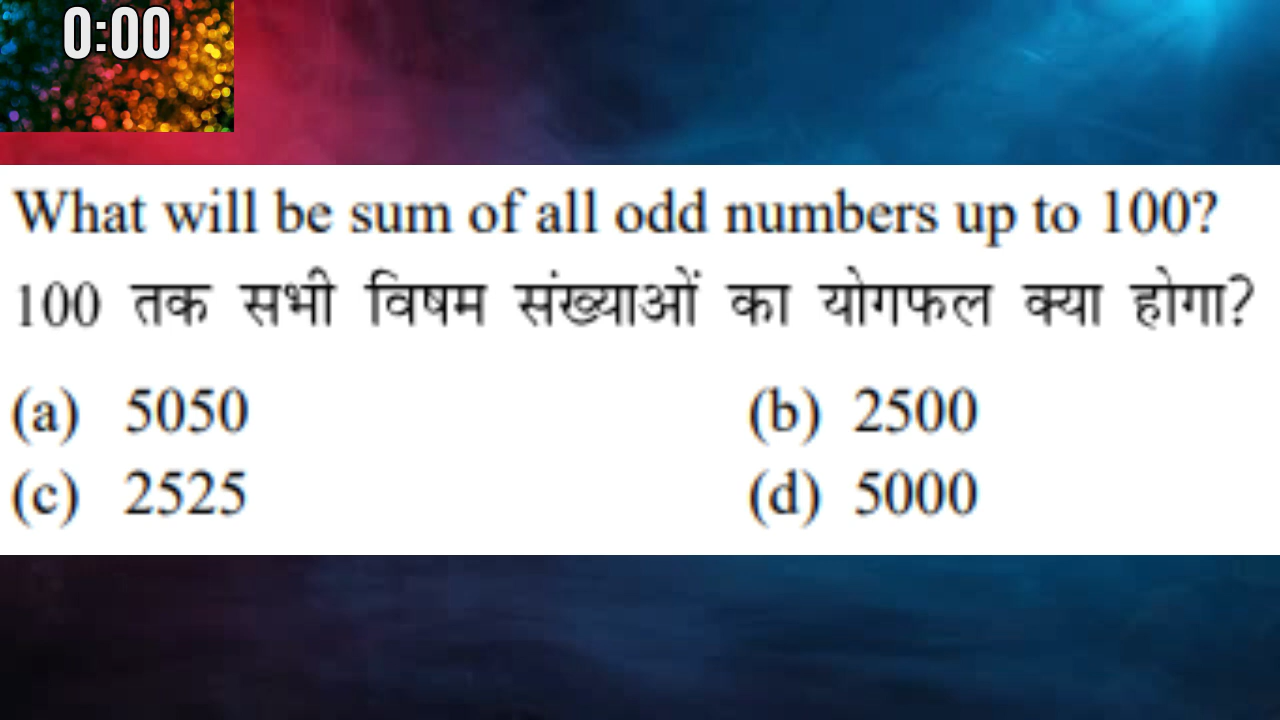 0:00
What will be sum of all odd numbers up to 100?
100 तक सभी विषम संख्याओं का योगफल क्या होगा?
(a) 5050 (b) 2500
(c) 2525 (d) 5000